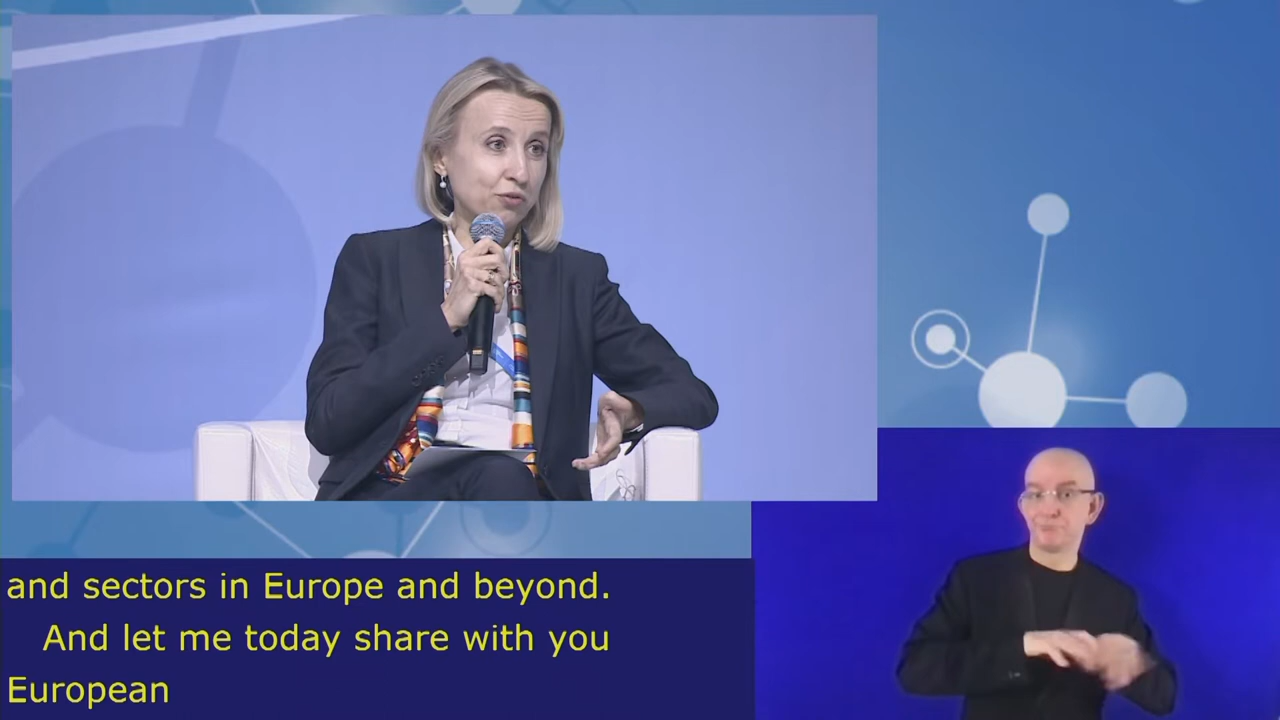 and sectors in Europe and beyond.
And let me today share with you
European